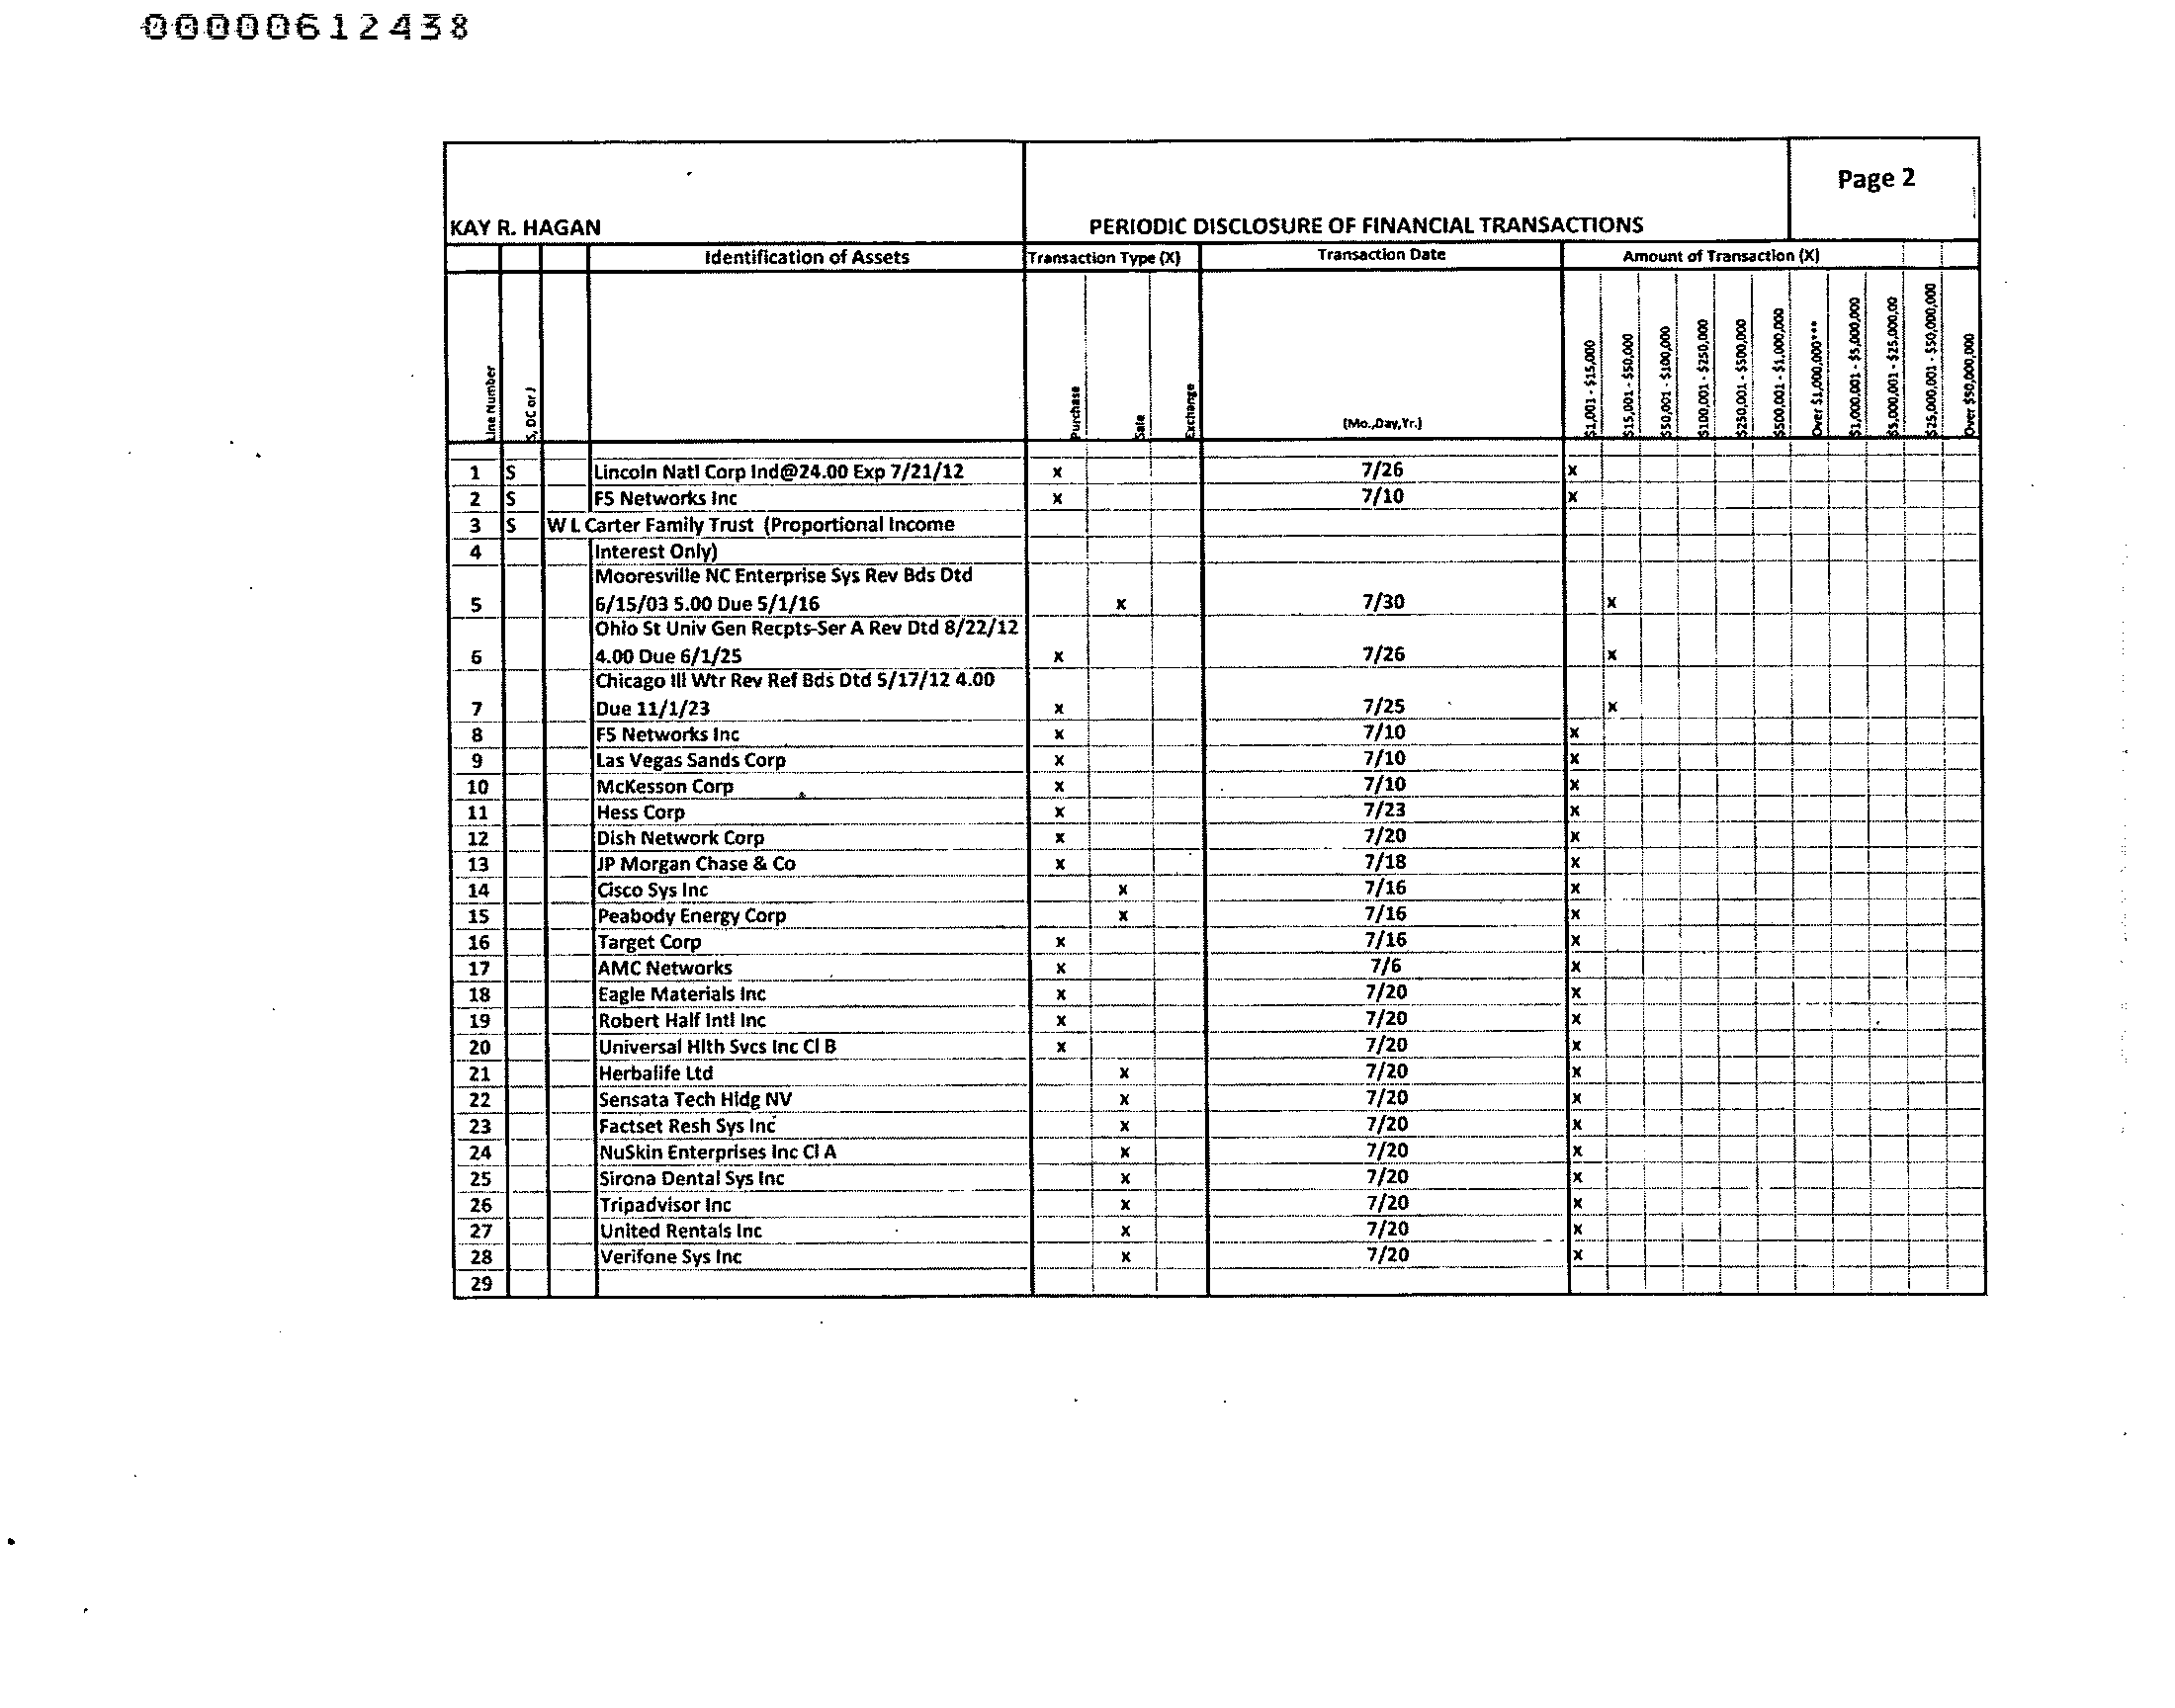 00000612438
Page 2
KAY R. HAGAN PERIODIC DISCLOSURE OF FINANCIAL TRANSACTIONS
Identification of Assets Transaction Type (X) Transaction Date Amount of Transaction (X)
Line Number S, DC or J Purchase Sale Exchange (Mo.,Day,Yr.) $1,001 - $15,000 $15,001 - $50,000 $50,001 - $100,000 $100,001 - $250,000 $250,001 - $500,000 $500,001 - $1,000,000 Over $1,000,000*** $1,000,001 - $5,000,000 $5,000,001 - $25,000,00 $25,000,001 - $50,000,000 Over $50,000,000
1 S Lincoln Natl Corp Ind@24.00 Exp 7/21/12 x 7/26 x
2 S F5 Networks Inc x 7/10 x
3 S W L Carter Family Trust (Proportional Income
4 Interest Only)
Mooresville NC Enterprise Sys Rev Bds Dtd
5 6/15/03 5.00 Due 5/1/16 x 7/30 x
Ohio St Univ Gen Recpts-Ser A Rev Dtd 8/22/12
6 4.00 Due 6/1/25 x 7/26 x
Chicago Ill Wtr Rev Ref Bds Dtd 5/17/12 4.00
7 Due 11/1/23 x 7/25 x
8 F5 Networks Inc x 7/10 x
9 Las Vegas Sands Corp x 7/10 x
10 McKesson Corp x 7/10 x
11 Hess Corp x 7/23 x
12 Dish Network Corp x 7/20 x
13 JP Morgan Chase & Co x 7/18 x
14 Cisco Sys Inc x 7/16 x
15 Peabody Energy Corp x 7/16 x
16 Target Corp x 7/16 x
17 AMC Networks x 7/6 x
18 Eagle Materials Inc x 7/20 x
19 Robert Half Intl Inc x 7/20 x
20 Universal Hlth Svcs Inc Cl B x 7/20 x
21 Herbalife Ltd x 7/20 x
22 Sensata Tech Hldg NV x 7/20 x
23 Factset Resh Sys Inc x 7/20 x
24 NuSkin Enterprises Inc Cl A x 7/20 x
25 Sirona Dental Sys Inc x 7/20 x
26 Tripadvisor Inc x 7/20 x
27 United Rentals Inc x 7/20 x
28 Verifone Sys Inc x 7/20 x
29